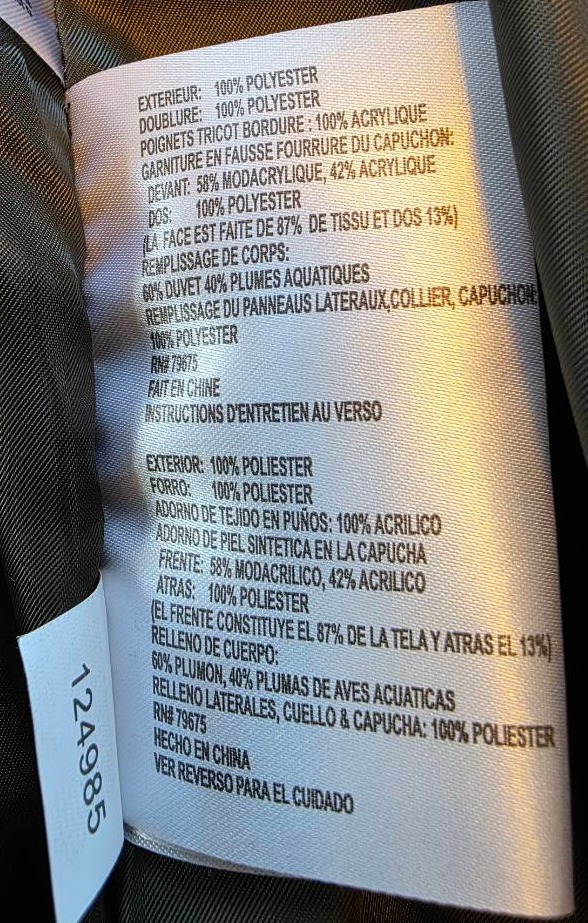 EXTERIEUR: 100% POLYESTER
DOUBLURE: 100% POLYESTER
POIGNETS TRICOT BORDURE : 100% ACRYLIQUE
GARNITURE EN FAUSSE FOURRURE DU CAPUCHON:
DEVANT: 58% MODACRYLIQUE, 42% ACRYLIQUE
DOS: 100% POLYESTER
(LA FACE EST FAITE DE 87% DE TISSU ET DOS 13%)
REMPLISSAGE DE CORPS:
60% DUVET 40% PLUMES AQUATIQUES
REMPLISSAGE DU PANNEAUS LATERAUX,COLLIER, CAPUCHON:
100% POLYESTER
RN# 79675
FAIT EN CHINE
INSTRUCTIONS D'ENTRETIEN AU VERSO
EXTERIOR: 100% POLIESTER
FORRO: 100% POLIESTER
ADORNO DE TEJIDO EN PUÑOS: 100% ACRILICO
ADORNO DE PIEL SINTETICA EN LA CAPUCHA
FRENTE: 58% MODACRILICO, 42% ACRILICO
ATRAS: 100% POLIESTER
(EL FRENTE CONSTITUYE EL 87% DE LA TELA Y ATRAS EL 13%)
RELLENO DE CUERPO:
60% PLUMON, 40% PLUMAS DE AVES ACUATICAS
RELLENO LATERALES, CUELLO & CAPUCHA: 100% POLIESTER
RN# 79675
HECHO EN CHINA
VER REVERSO PARA EL CUIDADO
124985